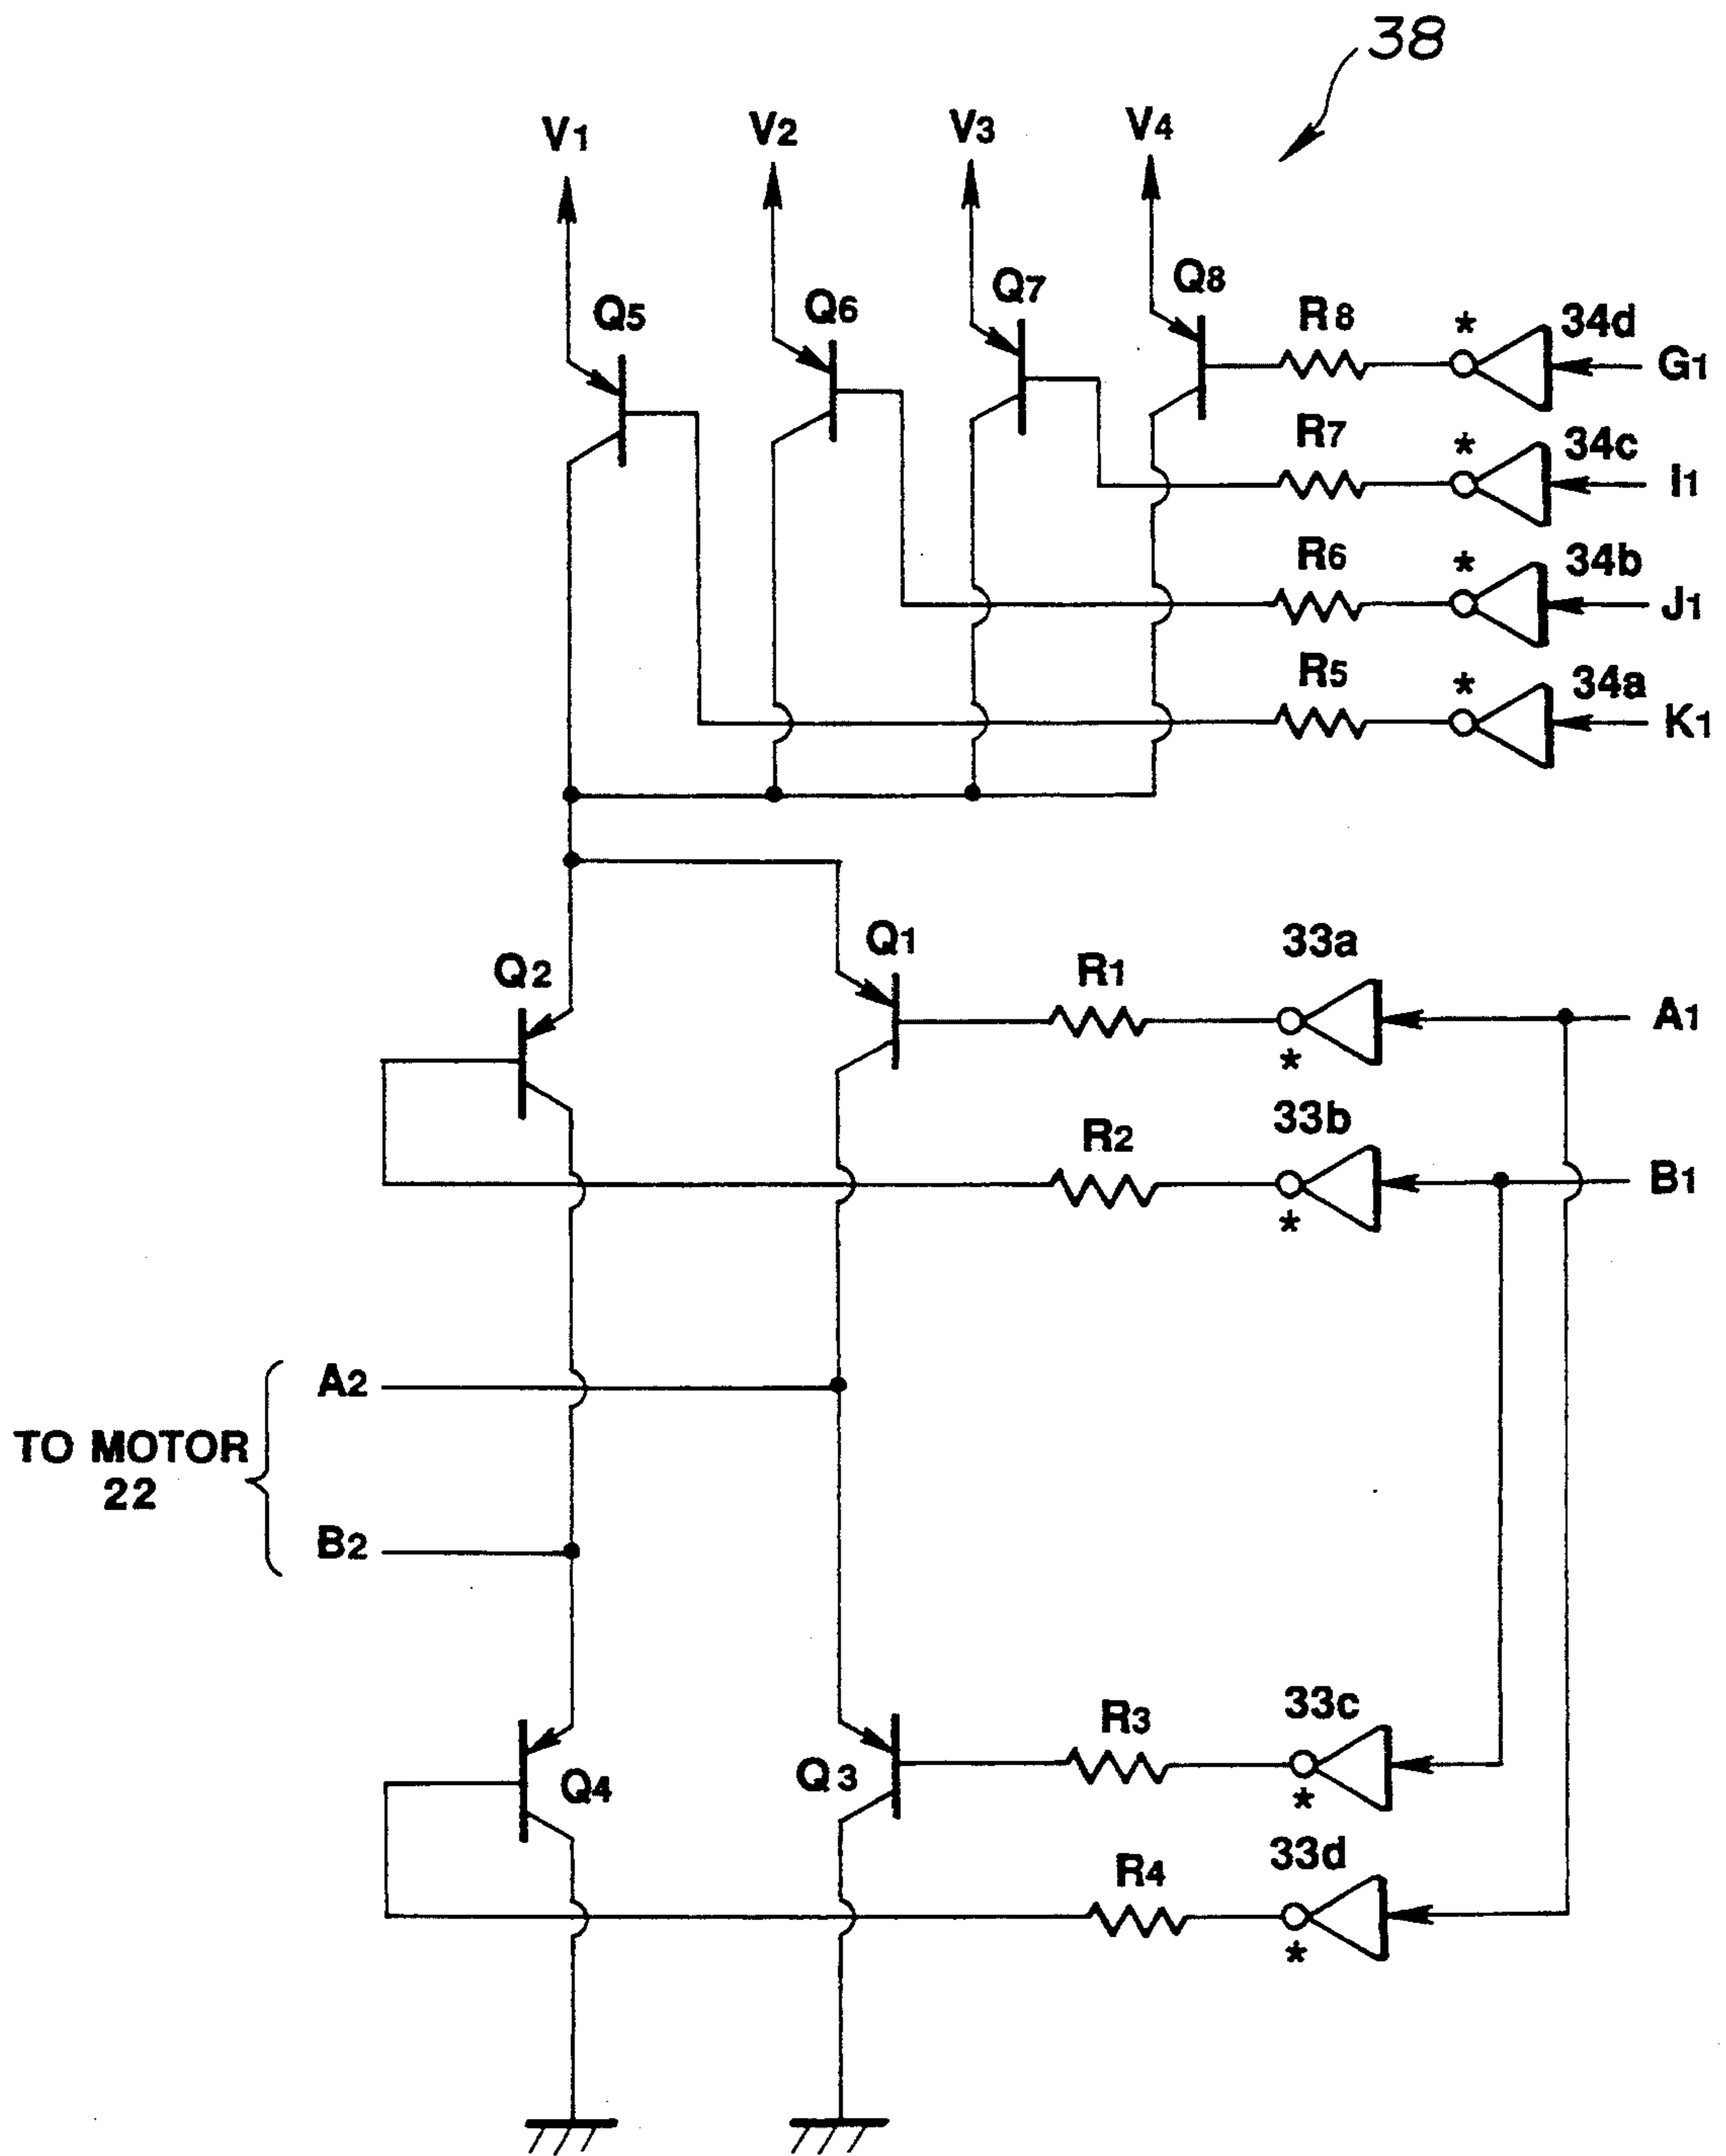 38
V1 V2 V3 V4
Q5 Q6 Q7 Q8
R8 * 34d G1
R7 * 34c I1
R6 * 34b J1
R5 * 34a K1
Q2 Q1 R1 33a A1
*
R2 33b B1
*
A2
TO MOTOR
22
B2
Q4 Q3 R3 33c
*
R4 33d
*